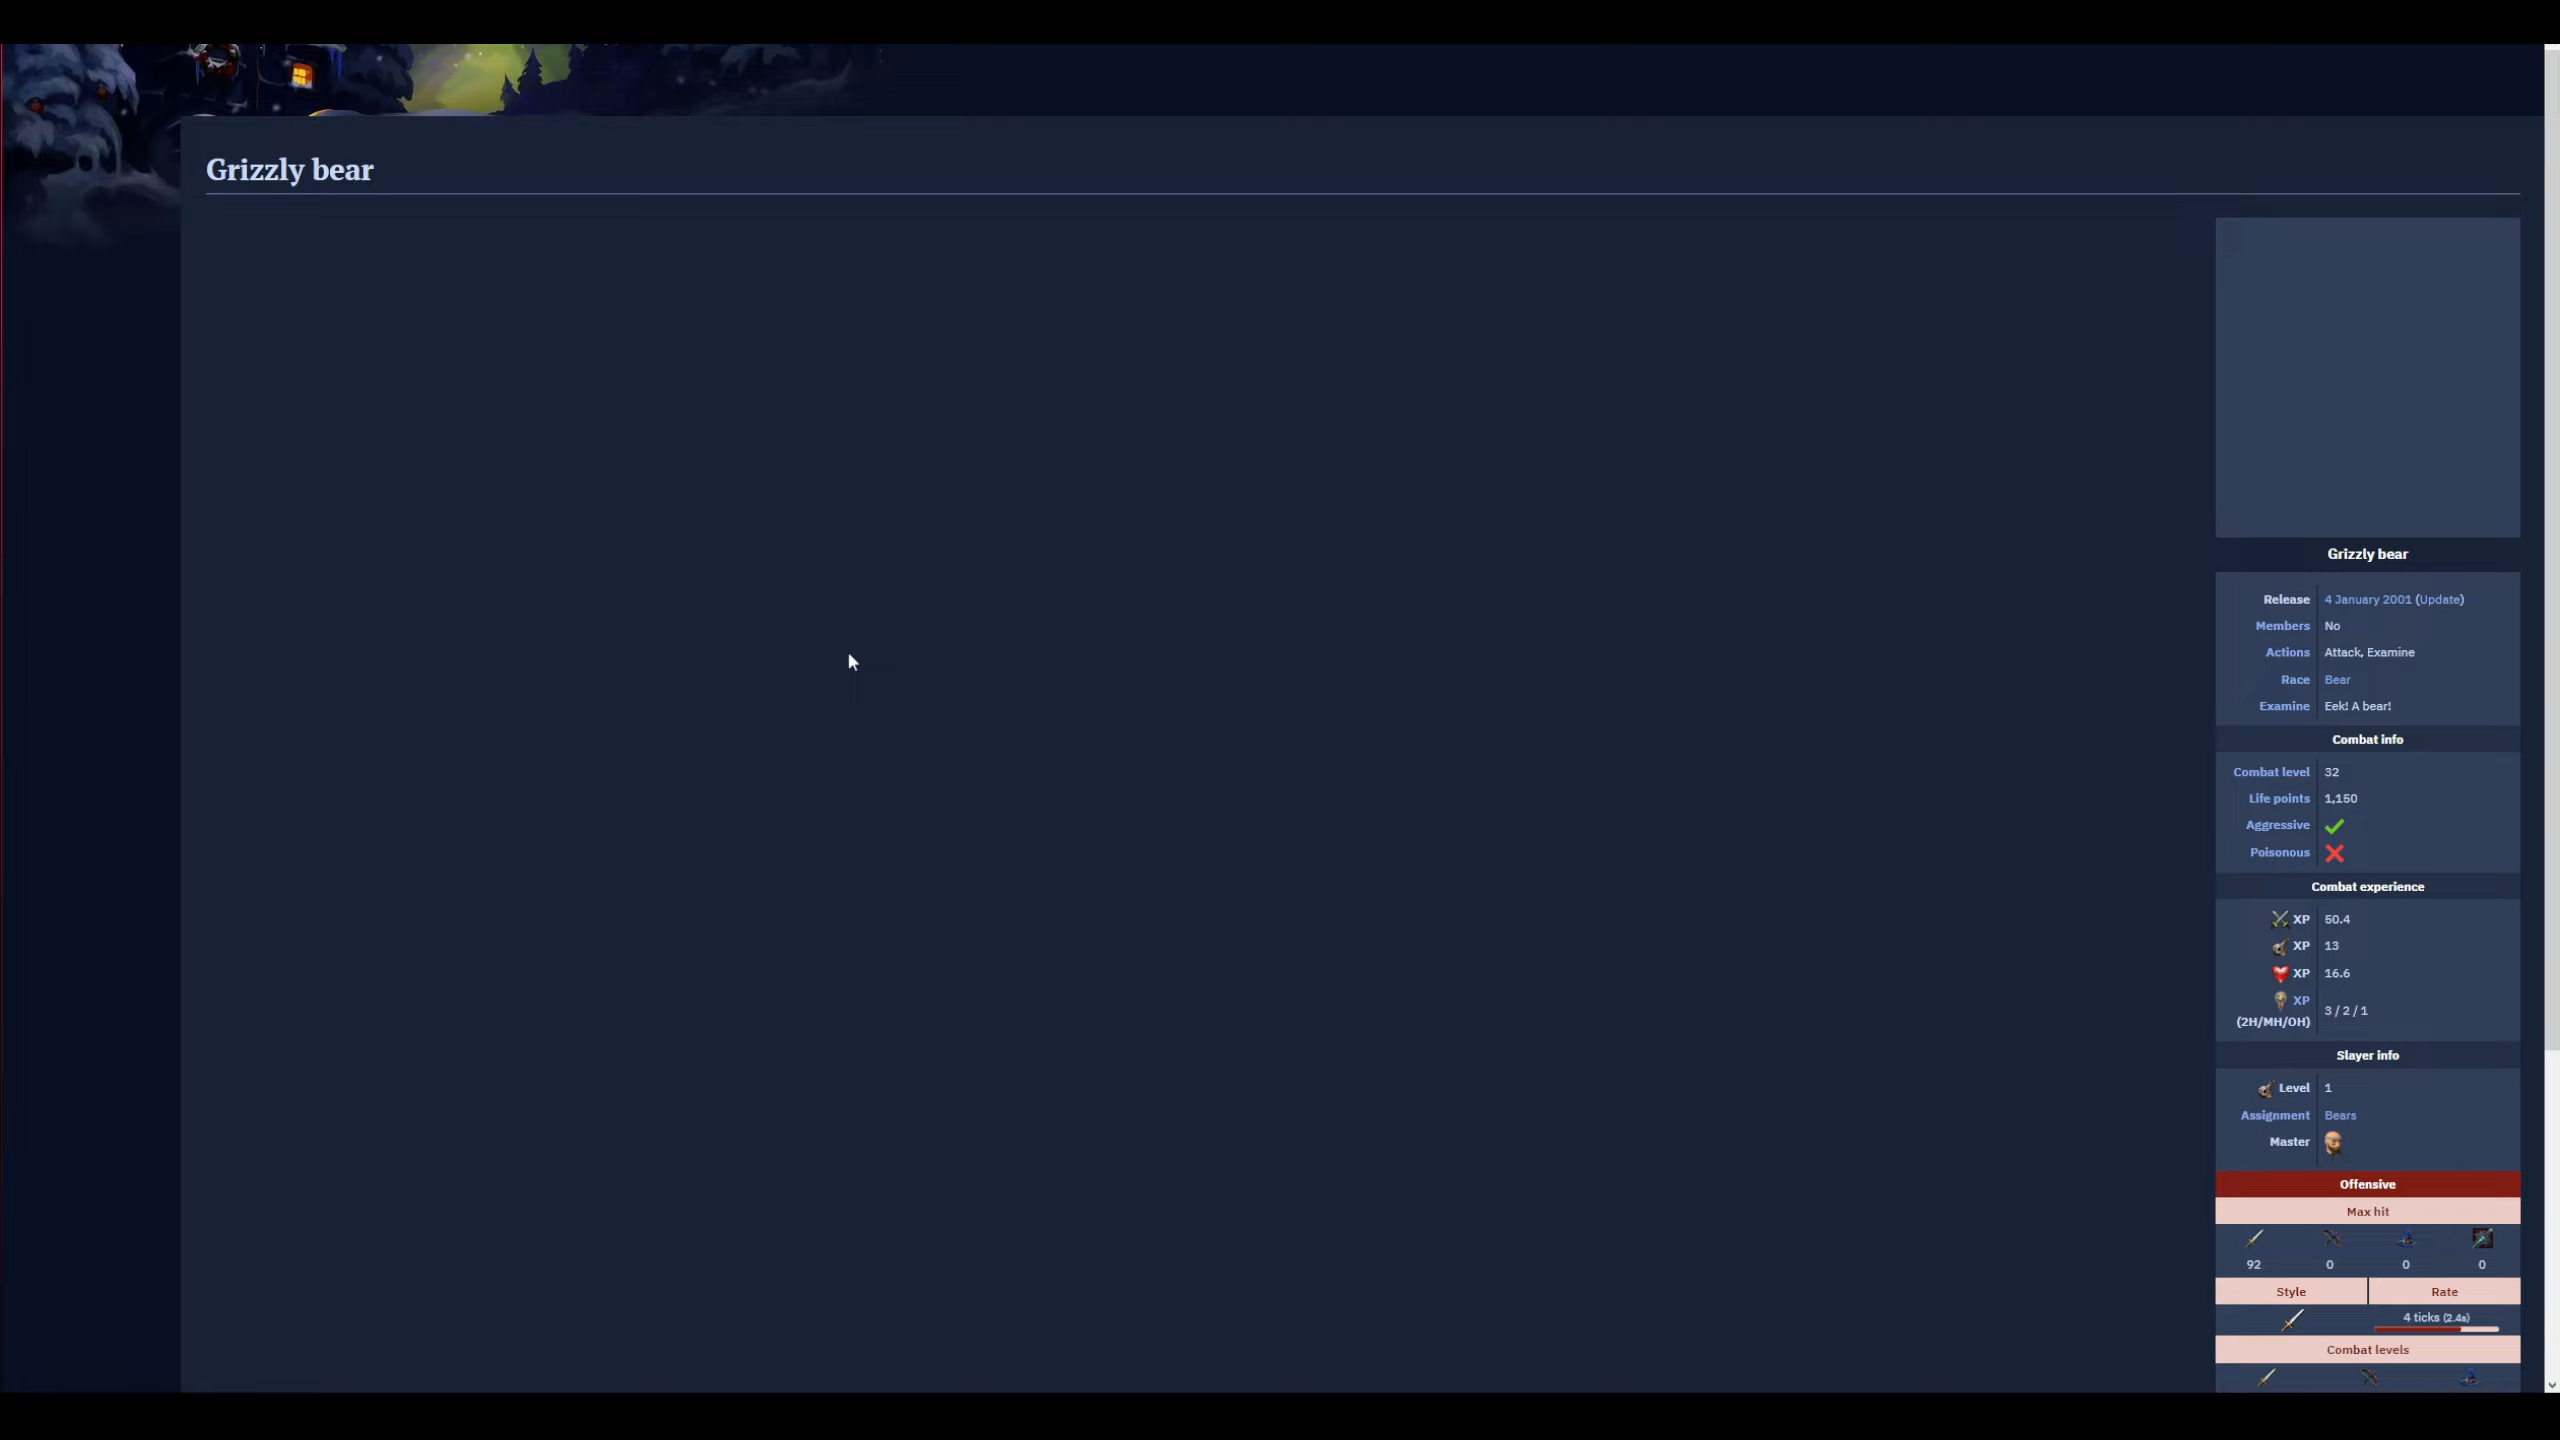 Grizzly bear
Grizzly bear
Release 4 January 2001 (Update)
Members No
Actions Attack, Examine
Race Bear
Examine Eek! A bear!
Combat info
Combat level 32
Life points 1,150
Aggressive
Poisonous
Combat experience
XP 50.4
XP 13
XP 16.6
XP
(2H/MH/OH) 3 / 2 / 1
Slayer info
Level 1
Assignment Bears
Master
Offensive
Max hit
92 0 0 0
Style Rate
4 ticks (2.4s)
Combat levels